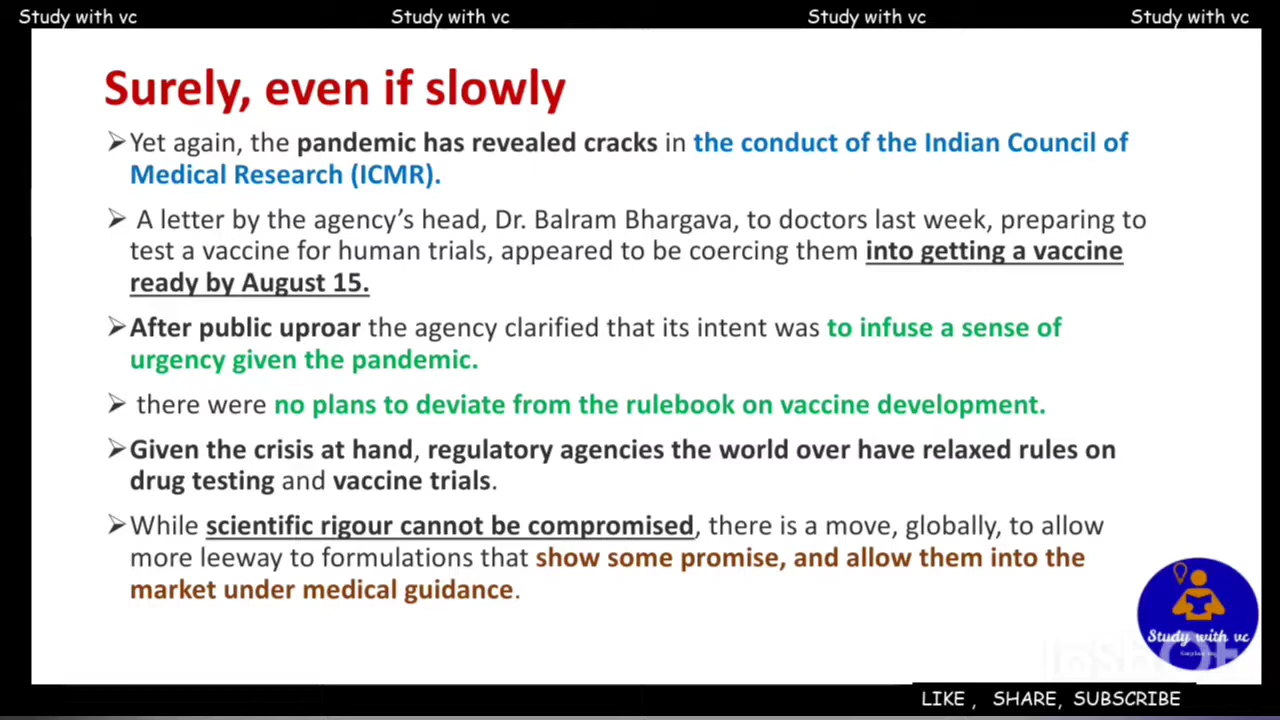 Study with vc Study with vc Study with vc Study with vc
Surely, even if slowly
➢Yet again, the pandemic has revealed cracks in the conduct of the Indian Council of
Medical Research (ICMR).
➢ A letter by the agency’s head, Dr. Balram Bhargava, to doctors last week, preparing to
test a vaccine for human trials, appeared to be coercing them into getting a vaccine
ready by August 15.
➢After public uproar the agency clarified that its intent was to infuse a sense of
urgency given the pandemic.
➢ there were no plans to deviate from the rulebook on vaccine development.
➢Given the crisis at hand, regulatory agencies the world over have relaxed rules on
drug testing and vaccine trials.
➢While scientific rigour cannot be compromised, there is a move, globally, to allow
more leeway to formulations that show some promise, and allow them into the
market under medical guidance.
Study with vc
LIKE , SHARE, SUBSCRIBE